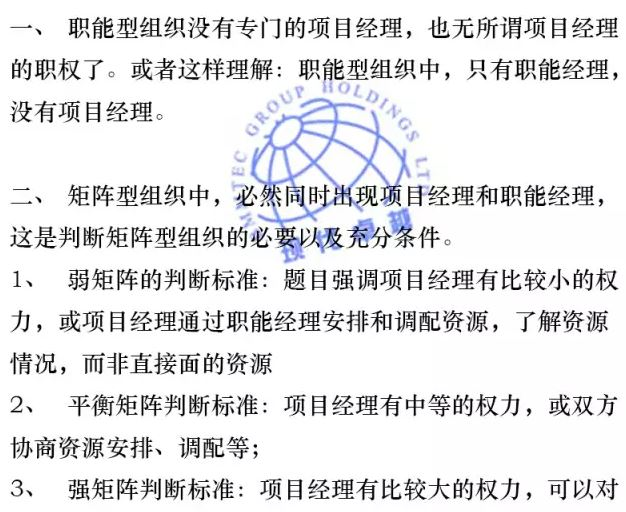 一、 职能型组织没有专门的项目经理，也无所谓项目经理
的职权了。或者这样理解：职能型组织中，只有职能经理，
没有项目经理。
GROUP HOLDINGS LTD
二、 矩阵型组织中，必然同时出现项目经理和职能经理，
这是判断矩阵型组织的必要以及充分条件。
现代卓越
1、 弱矩阵的判断标准：题目强调项目经理有比较小的权
力，或项目经理通过职能经理安排和调配资源，了解资源
情况，而非直接面的资源
2、 平衡矩阵判断标准：项目经理有中等的权力，或双方
协商资源安排、调配等；
3、 强矩阵判断标准：项目经理有比较大的权力，可以对